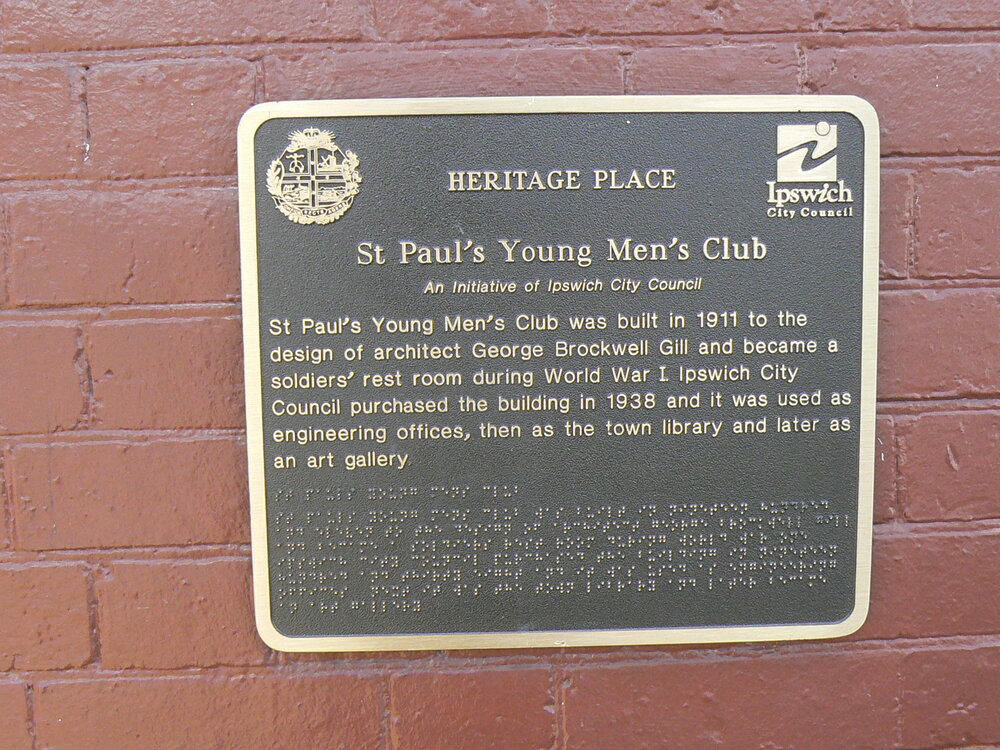 HERITAGE PLACE
Ipswich
City Council
St Paul's Young Men's Club
An Initiative of Ipswich City Council
St Paul's Young Men's Club was built in 1911 to the
design of architect George Brockwell Gill and became a
soldiers' rest room during World War I. Ipswich City
Council purchased the building in 1938 and it was used as
engineering offices, then as the town library and later as
an art gallery.